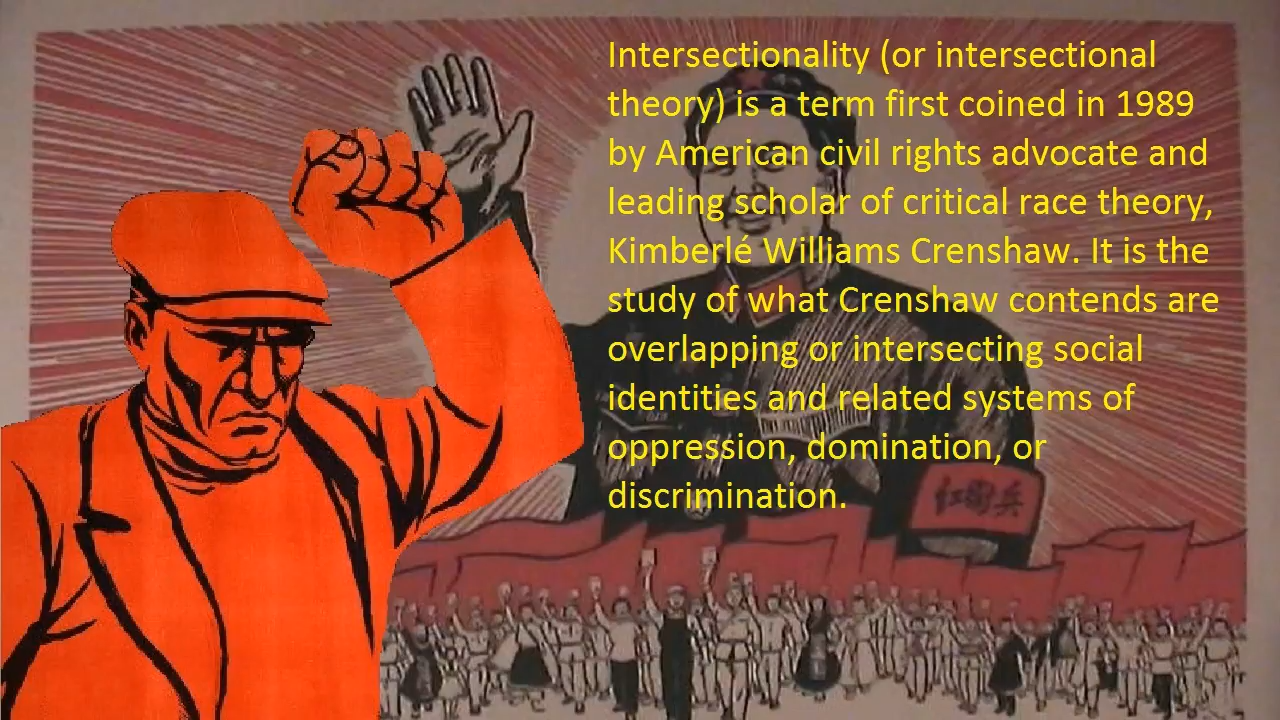 Intersectionality (or intersectional
theory) is a term first coined in 1989
by American civil rights advocate and
leading scholar of critical race theory,
Kimberlé Williams Crenshaw. It is the
study of what Crenshaw contends are
overlapping or intersecting social
identities and related systems of
oppression, domination, or
discrimination.
红卫兵